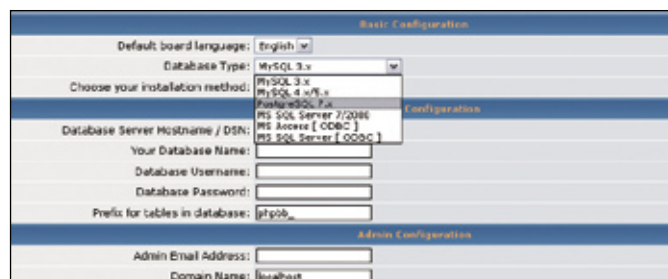 Basic Configuration
Default board language: English
Database Type: MySQL 3.x
MySQL 3.x
Choose your installation method:
MySQL 4.x/5.x
PostgreSQL 7.x
Configuration
MS SQL Server 7/2000
MS Access [ ODBC ]
Database Server Hostname / DSN:
MS SQL Server [ ODBC ]
Your Database Name:
Database Username:
Database Password:
Prefix for tables in database: phpbb_
Admin Configuration
Admin Email Address:
Domain Name: localhost